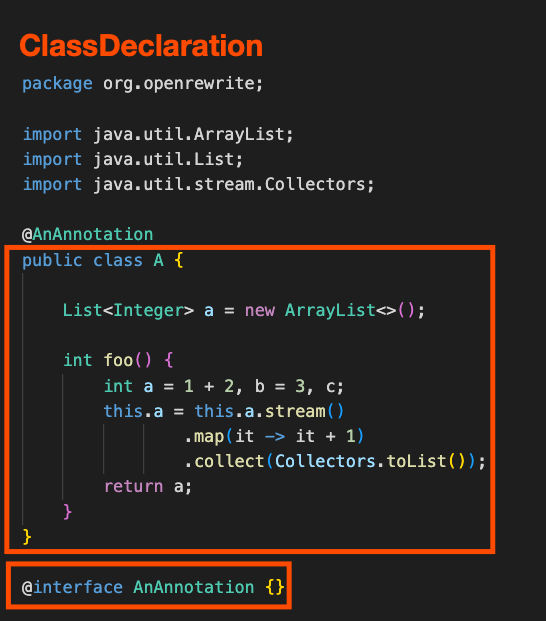 ClassDeclaration
package org.openrewrite;
import java.util.ArrayList;
import java.util.List;
import java.util.stream.Collectors;
@AnAnnotation
public class A {
List<Integer> a = new ArrayList<>();
int foo() {
int a = 1 + 2, b = 3, c;
this.a = this.a.stream()
.map(it -> it + 1)
.collect(Collectors.toList());
return a;
}
}
@interface AnAnnotation {}